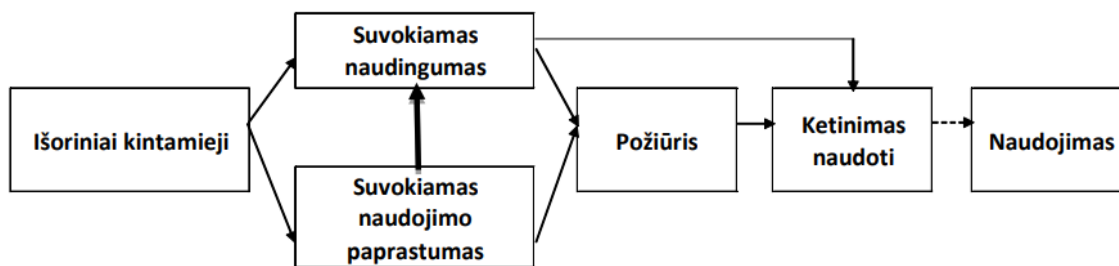 Suvokiamas
naudingumas
Išoriniai kintamieji
Suvokiamas
naudojimo
paprastumas
Požiūris
Ketinimas
naudoti
Naudojimas